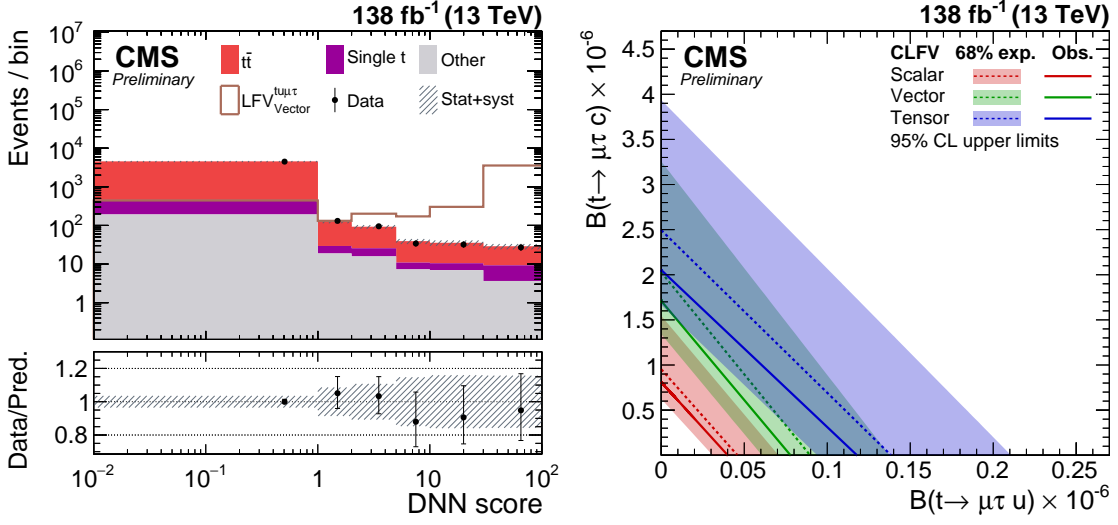 138 fb⁻¹ (13 TeV)
CMS
Preliminary
tt̄
Single t
Other
LFV^{tuμτ}_{Vector}
Data
Stat+syst
Events / bin
10⁷
10⁶
10⁵
10⁴
10³
10²
10
1
Data/Pred.
1.2
1.0
0.8
10⁻²
10⁻¹
1
10
10²
DNN score
138 fb⁻¹ (13 TeV)
CMS
Preliminary
CLFV 68% exp. Obs.
Scalar
Vector
Tensor
95% CL upper limits
B(t→ μτ c) × 10⁻⁶
4.5
4
3.5
3
2.5
2
1.5
1
0.5
0
0.05
0.1
0.15
0.2
0.25
B(t→ μτ u) × 10⁻⁶